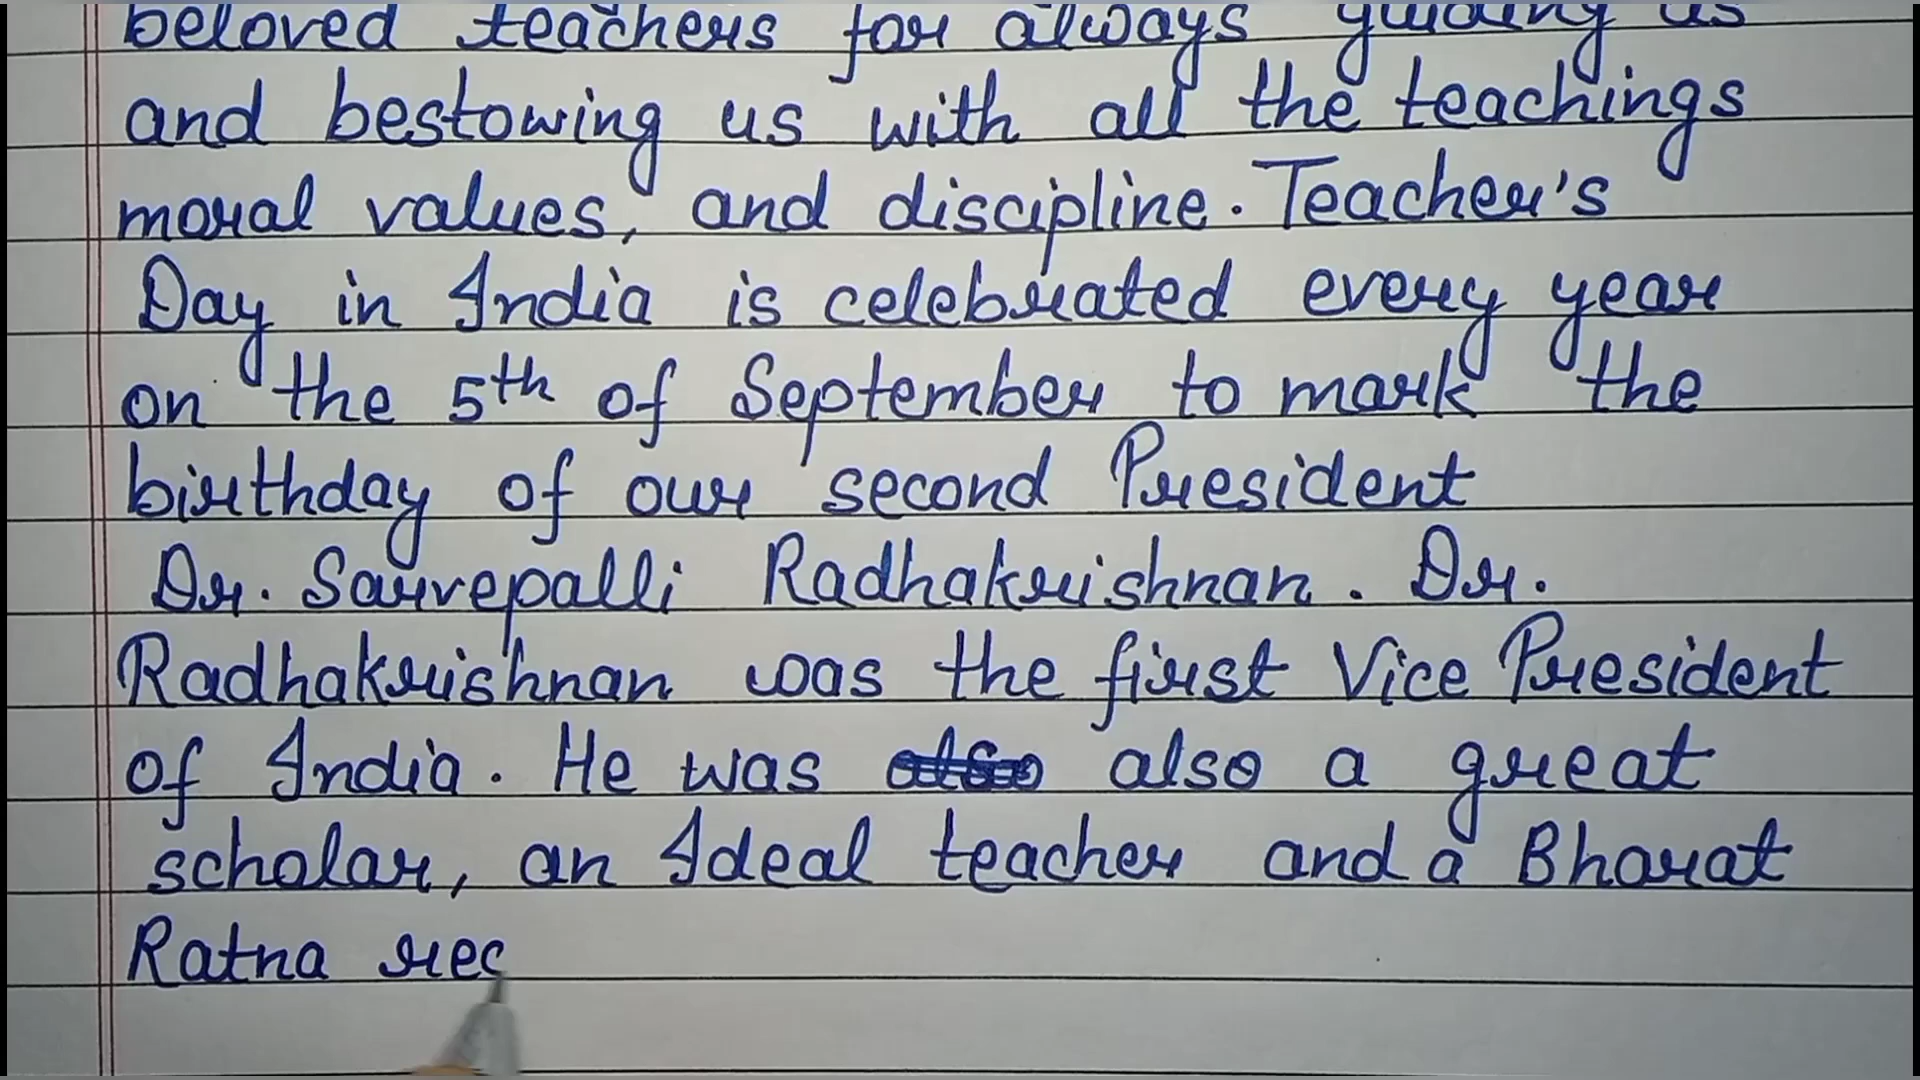 beloved teachers for always guiding us
and bestowing us with all the teachings
moral values, and discipline. Teacher's
Day in India is celebrated every year
on the 5th of September to mark the
birthday of our second President
Dr. Sarvepalli Radhakrishnan. Dr.
Radhakrishnan was the first Vice President
of India. He was also also a great
scholar, an Ideal teacher and a Bharat
Ratna rec